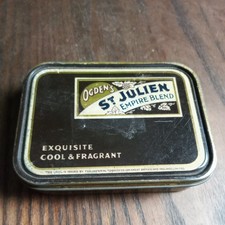 OGDEN'S
ST JULIEN
EMPIRE BLEND
EXQUISITE
COOL & FRAGRANT